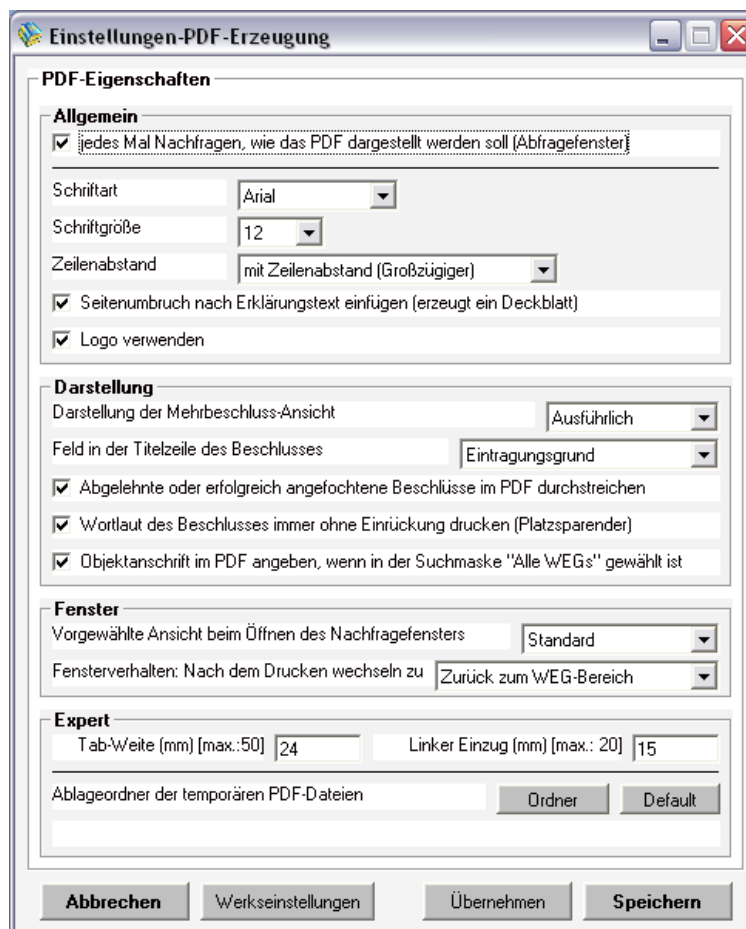 Einstellungen-PDF-Erzeugung
PDF-Eigenschaften
Allgemein
jedes Mal Nachfragen, wie das PDF dargestellt werden soll (Abfragefenster)
Schriftart Arial
Schriftgröße 12
Zeilenabstand mit Zeilenabstand (Großzügiger)
Seitenumbruch nach Erklärungstext einfügen (erzeugt ein Deckblatt)
Logo verwenden
Darstellung
Darstellung der Mehrbeschluss-Ansicht Ausführlich
Feld in der Titelzeile des Beschlusses Eintragungsgrund
Abgelehnte oder erfolgreich angefochtene Beschlüsse im PDF durchstreichen
Wortlaut des Beschlusses immer ohne Einrückung drucken (Platzsparender)
Objektanschrift im PDF angeben, wenn in der Suchmaske "Alle WEGs" gewählt ist
Fenster
Vorgewählte Ansicht beim Öffnen des Nachfragefensters Standard
Fensterverhalten: Nach dem Drucken wechseln zu Zurück zum WEG-Bereich
Expert
Tab-Weite (mm) [max.:50] 24 Linker Einzug (mm) [max.: 20] 15
Ablageordner der temporären PDF-Dateien Ordner Default
Abbrechen Werkseinstellungen Übernehmen Speichern